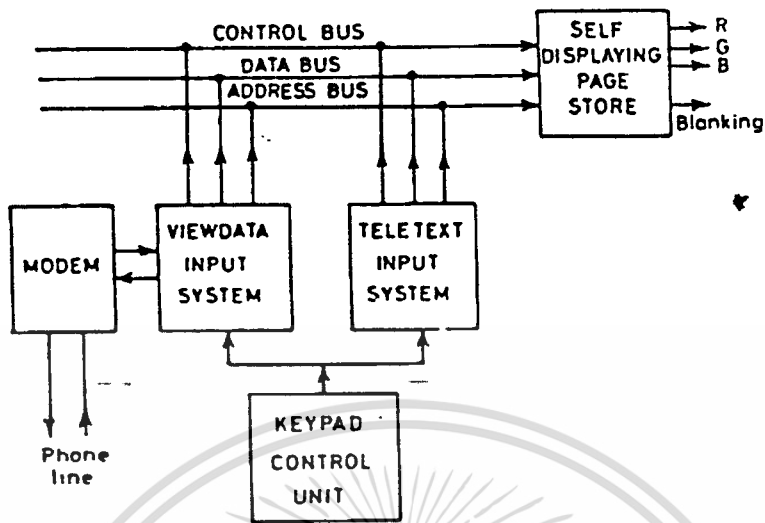 CONTROL BUS
DATA BUS
ADDRESS BUS
SELF
DISPLAYING
PAGE
STORE
R
G
B
Blanking
MODEM
VIEWDATA
INPUT
SYSTEM
TELETEXT
INPUT
SYSTEM
Phone
line
KEYPAD
CONTROL
UNIT